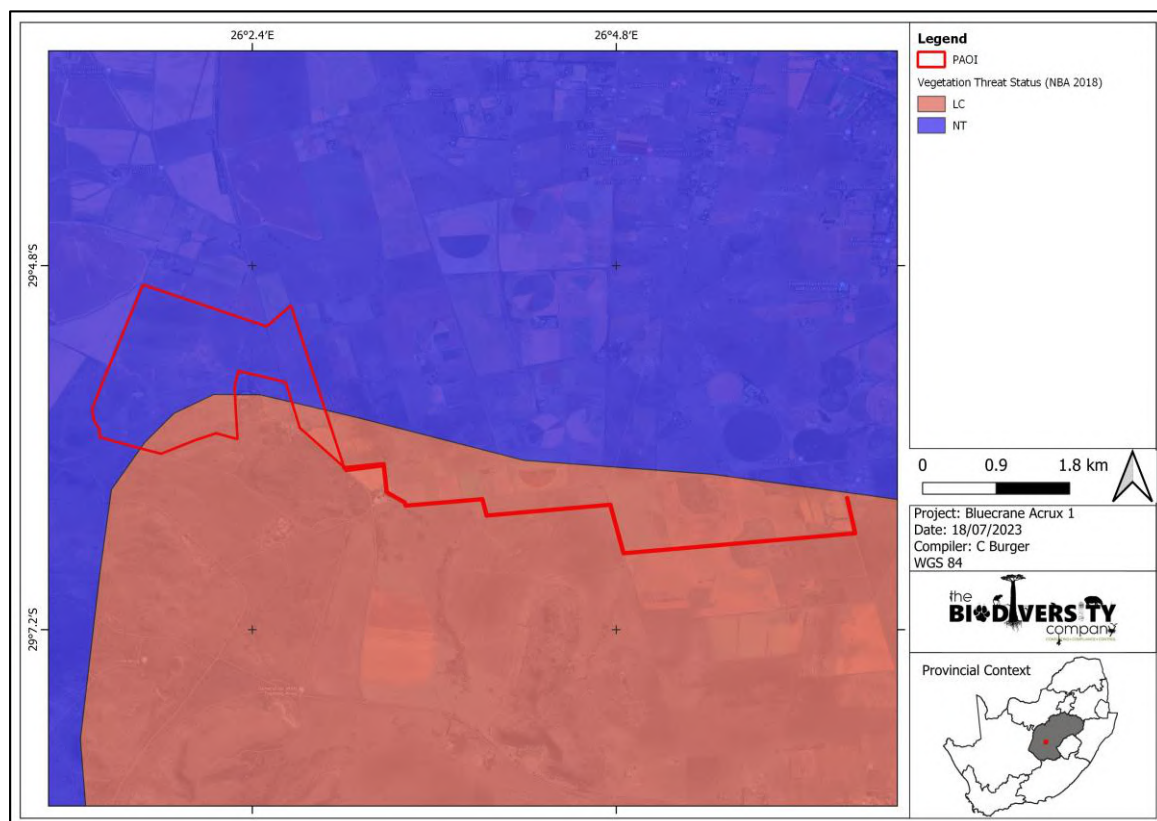 26°2.4'E
26°4.8'E
29°4.8'S
29°7.2'S
Legend
PAOI
Vegetation Threat Status (NBA 2018)
LC
NT
0 0.9 1.8 km
Project: Bluecrane Acrux 1
Date: 18/07/2023
Compiler: C Burger
WGS 84
the
BIODIVERSITY
company
Provincial Context